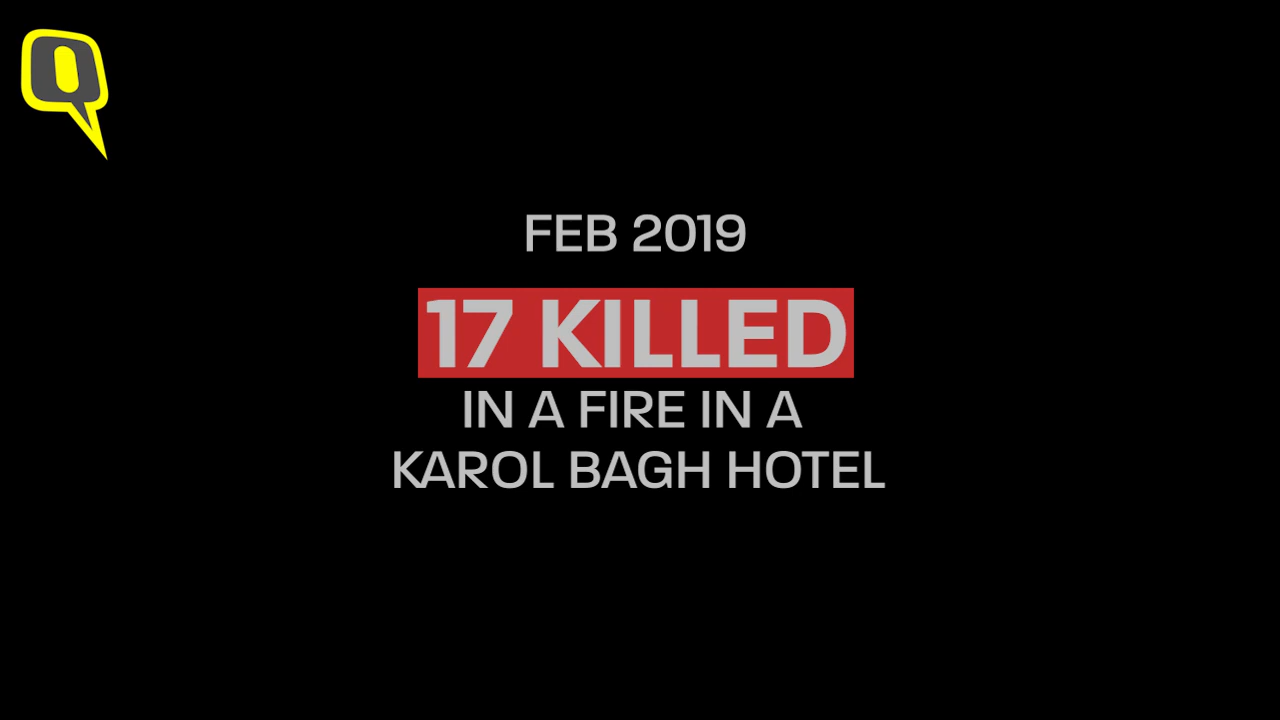 FEB 2019
17 KILLED
IN A FIRE IN A
KAROL BAGH HOTEL